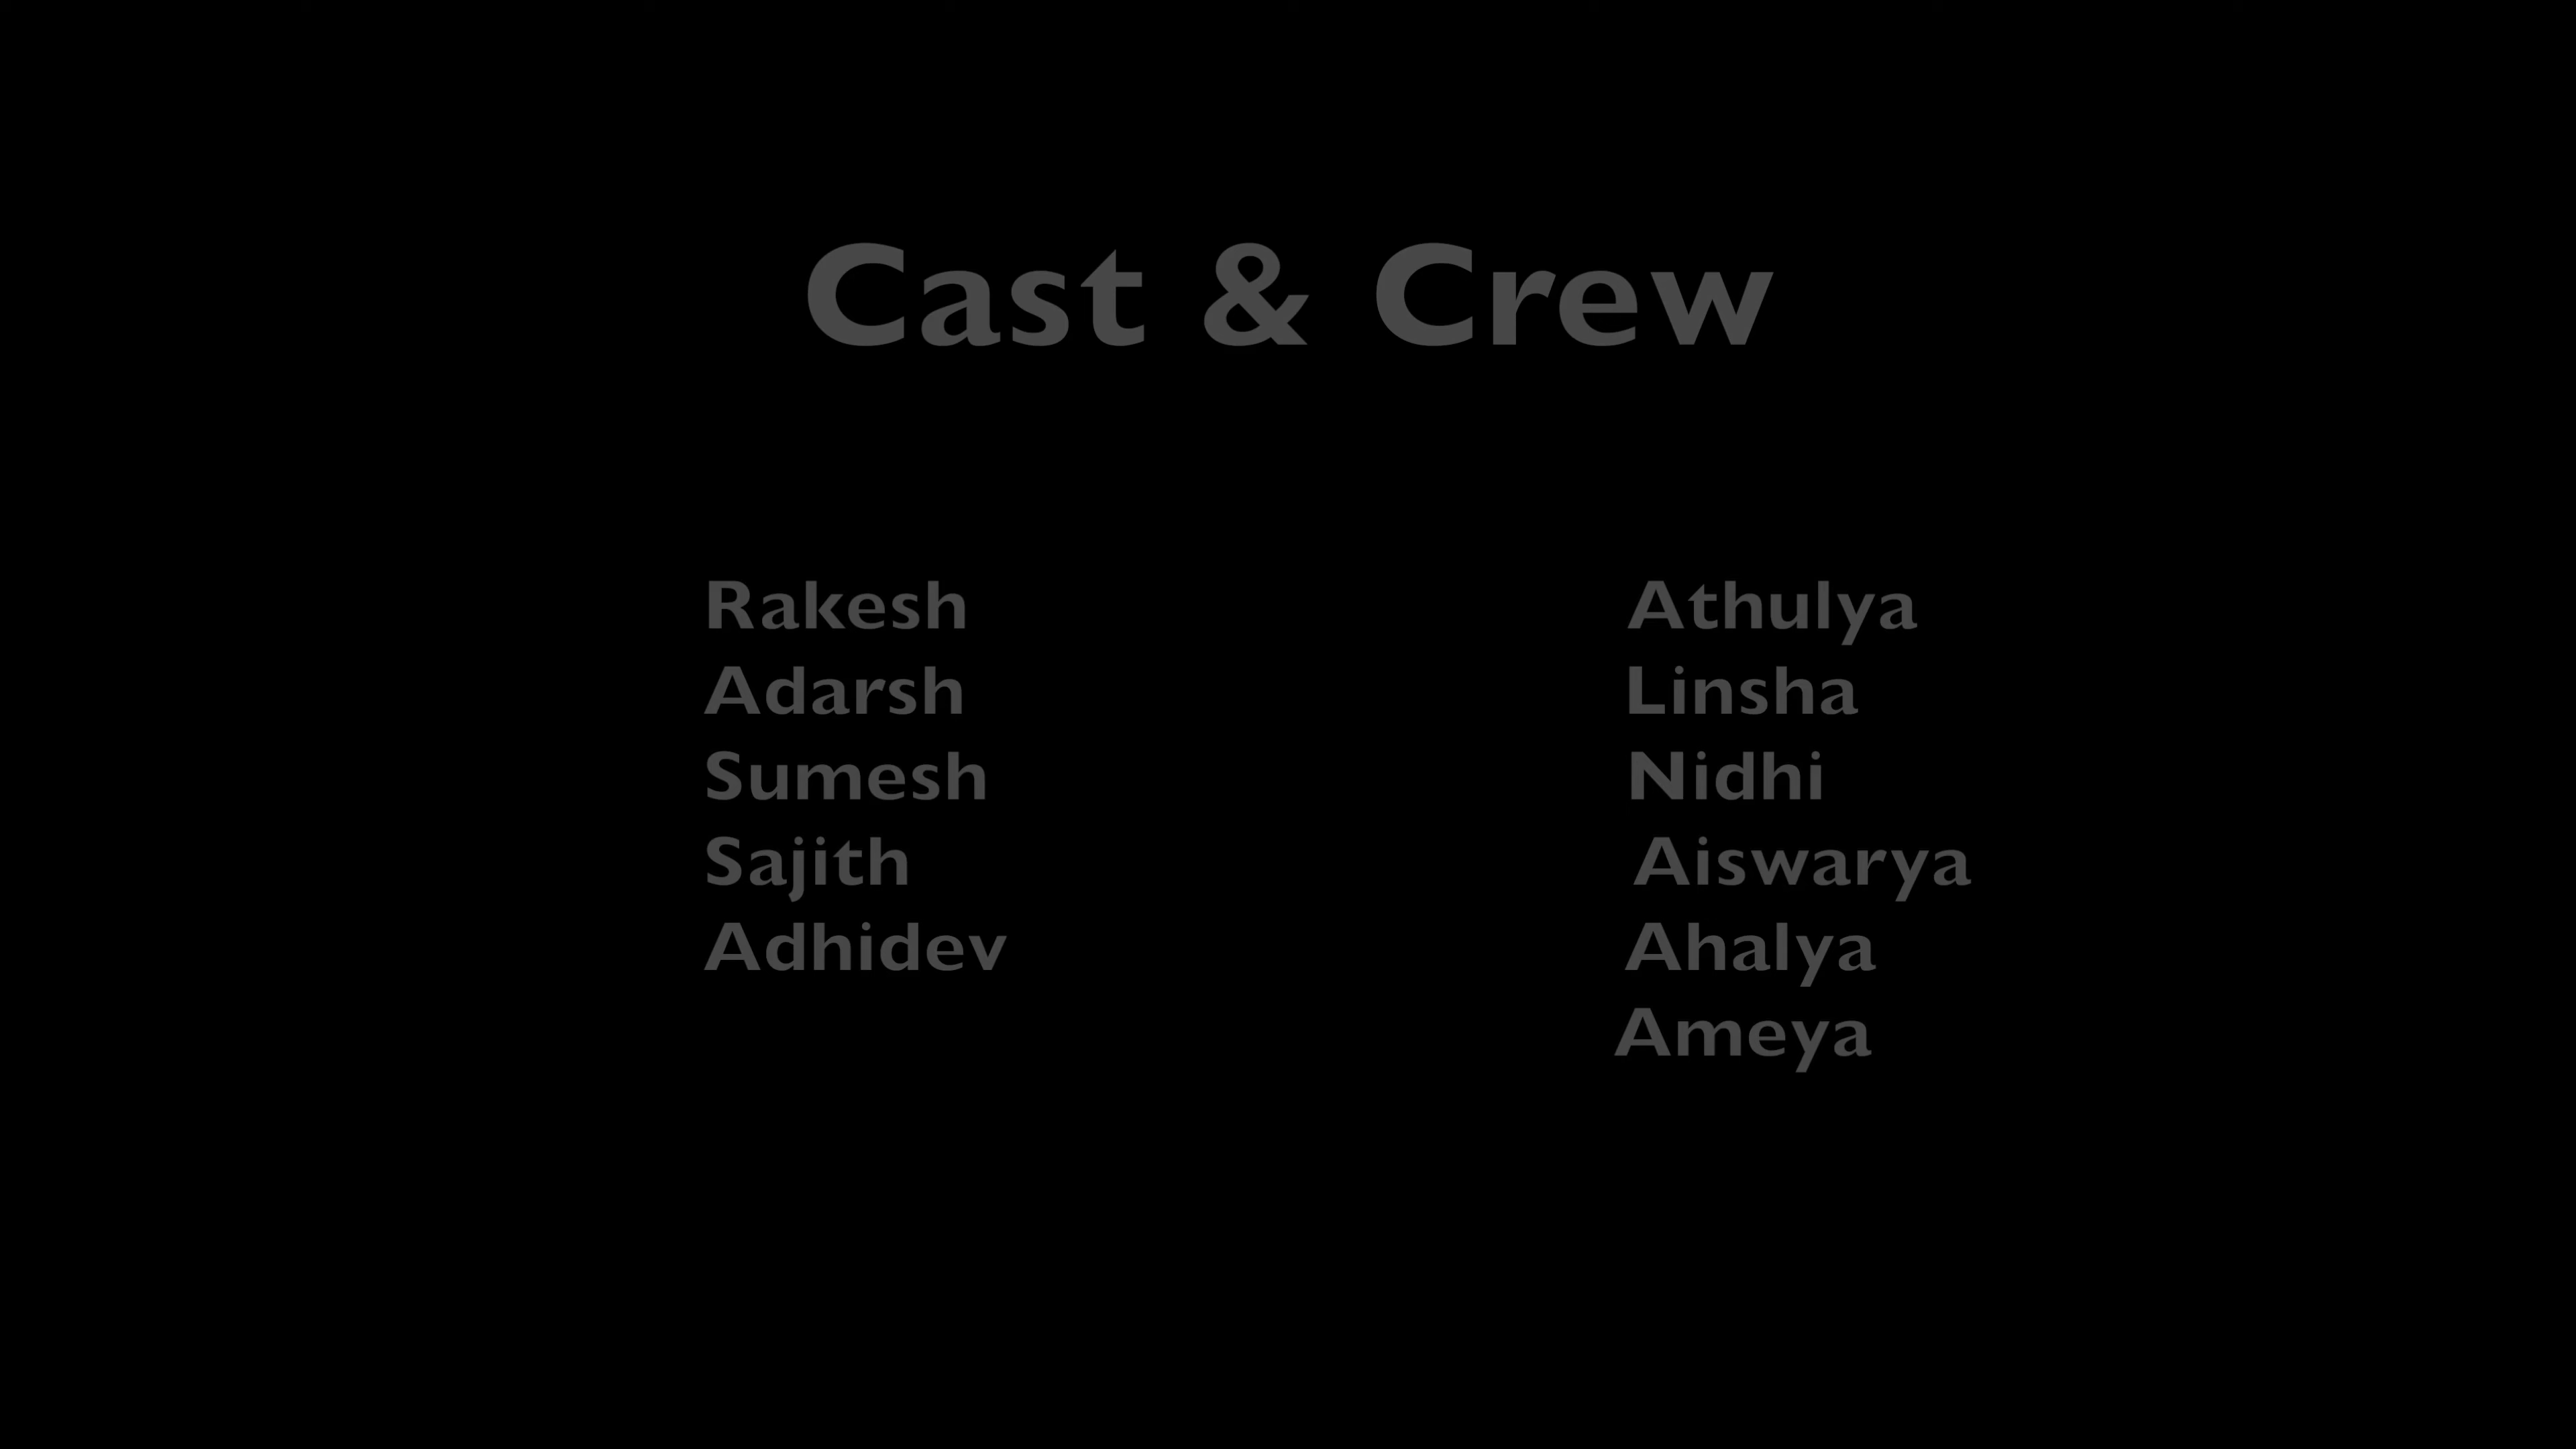 Cast & Crew
Rakesh
Adarsh
Sumesh
Sajith
Adhidev
Athulya
Linsha
Nidhi
Aiswarya
Ahalya
Ameya